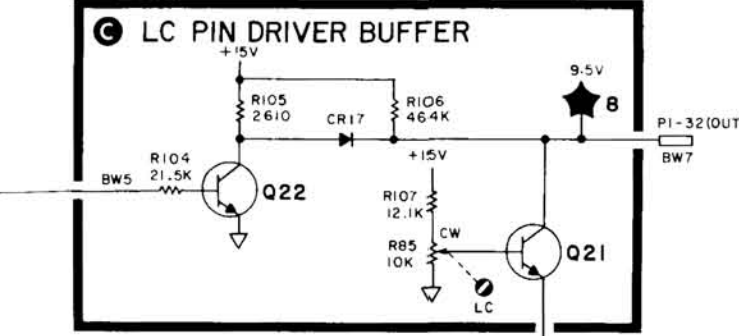 C LC PIN DRIVER BUFFER
+15V
R105
2610
CR17
R106
464K
9.5V
8
P1-32(OUT
BW7
+15V
R104
21.5K
BW5
Q22
R107
12.1K
CW
R85
10K
Q21
LC